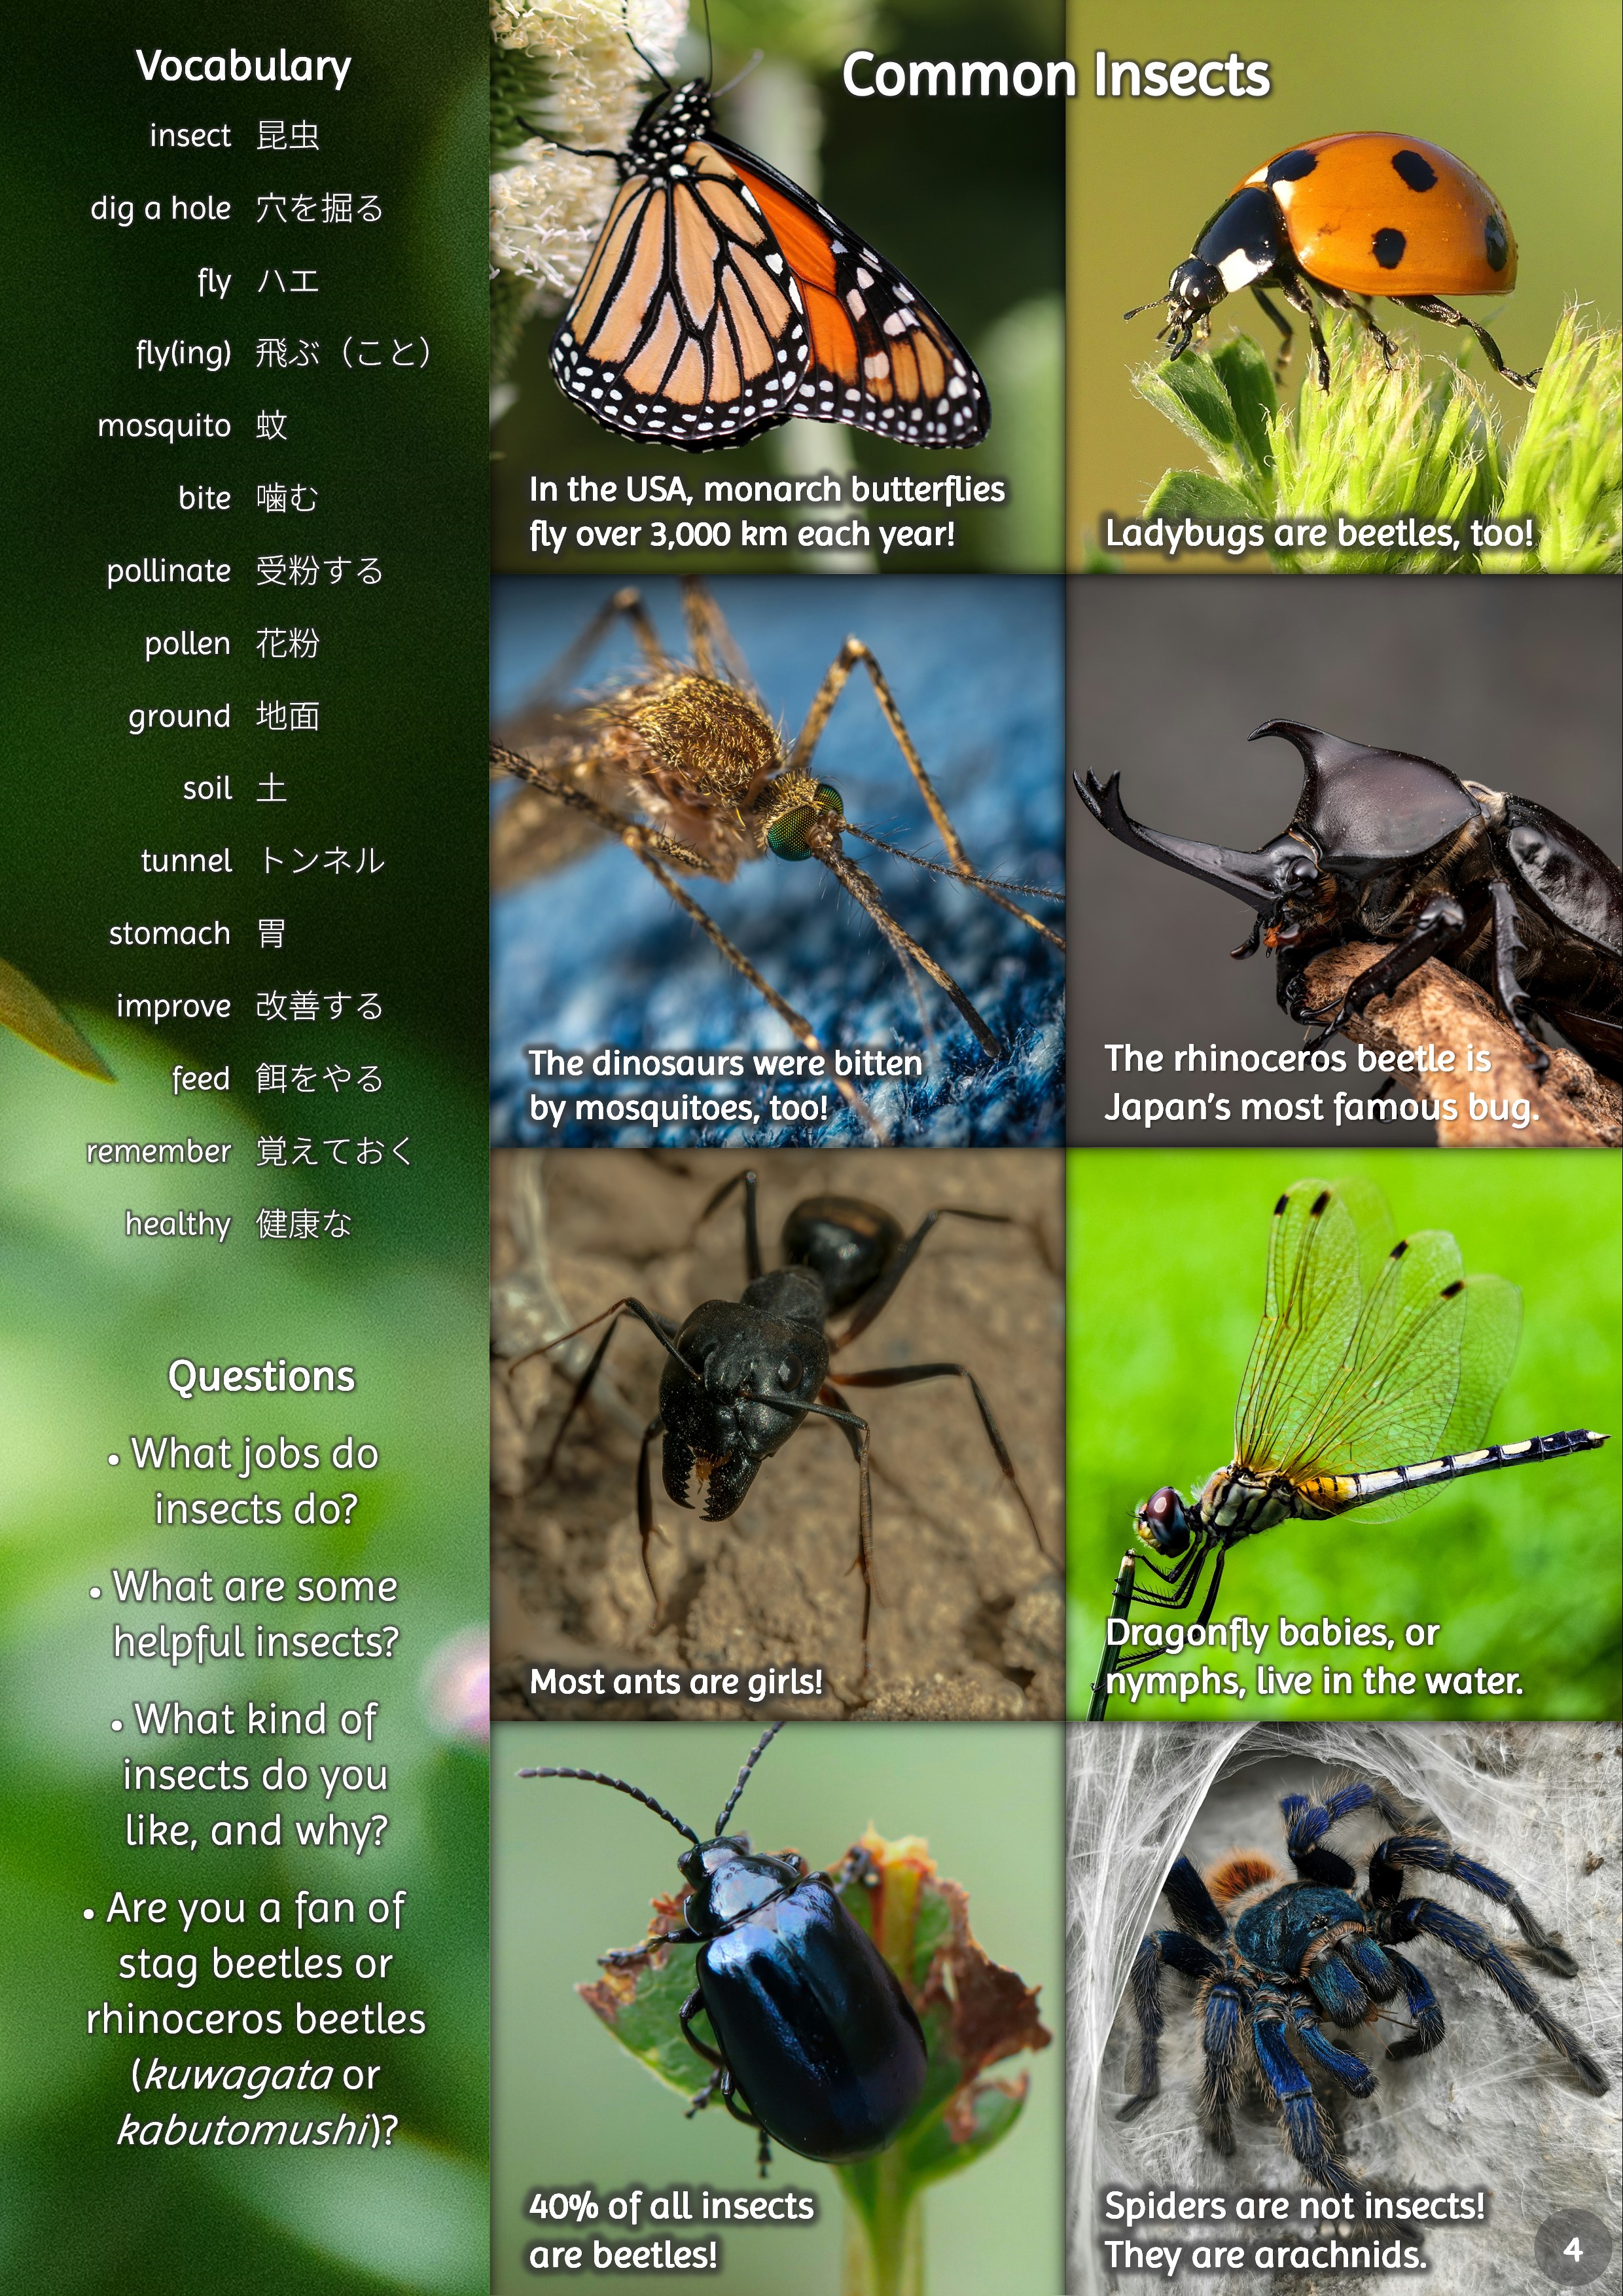 Vocabulary
insect 昆虫
dig a hole 穴を掘る
fly ハエ
fly(ing) 飛ぶ（こと）
mosquito 蚊
bite 噛む
pollinate 受粉する
pollen 花粉
ground 地面
soil 土
tunnel トンネル
stomach 胃
improve 改善する
feed 餌をやる
remember 覚えておく
healthy 健康な
Questions
• What jobs do
insects do?
• What are some
helpful insects?
• What kind of
insects do you
like, and why?
• Are you a fan of
stag beetles or
rhinoceros beetles
(kuwagata or
kabutomushi)?
Common Insects
In the USA, monarch butterflies
fly over 3,000 km each year!
Ladybugs are beetles, too!
The dinosaurs were bitten
by mosquitoes, too!
The rhinoceros beetle is
Japan's most famous bug.
Most ants are girls!
Dragonfly babies, or
nymphs, live in the water.
40% of all insects
are beetles!
Spiders are not insects!
They are arachnids.
4